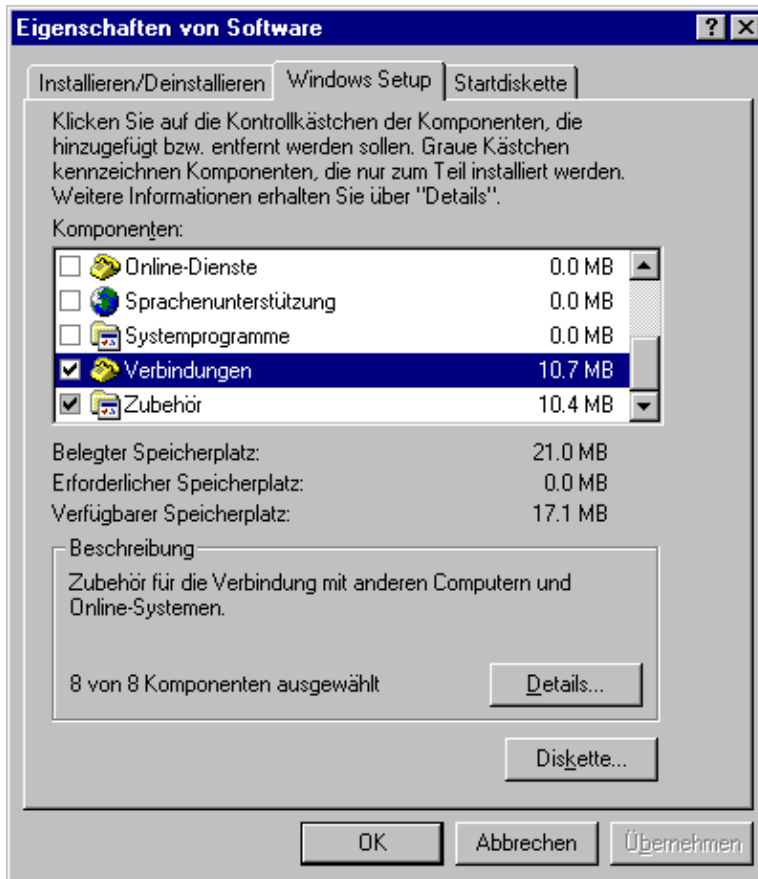 Eigenschaften von Software
Installieren/Deinstallieren Windows Setup Startdiskette
Klicken Sie auf die Kontrollkästchen der Komponenten, die
hinzugefügt bzw. entfernt werden sollen. Graue Kästchen
kennzeichnen Komponenten, die nur zum Teil installiert werden.
Weitere Informationen erhalten Sie über "Details".
Komponenten:
Online-Dienste 0.0 MB
Sprachenunterstützung 0.0 MB
Systemprogramme 0.0 MB
Verbindungen 10.7 MB
Zubehör 10.4 MB
Belegter Speicherplatz: 21.0 MB
Erforderlicher Speicherplatz: 0.0 MB
Verfügbarer Speicherplatz: 17.1 MB
Beschreibung
Zubehör für die Verbindung mit anderen Computern und
Online-Systemen.
8 von 8 Komponenten ausgewählt Details...
Diskette...
OK Abbrechen Übernehmen